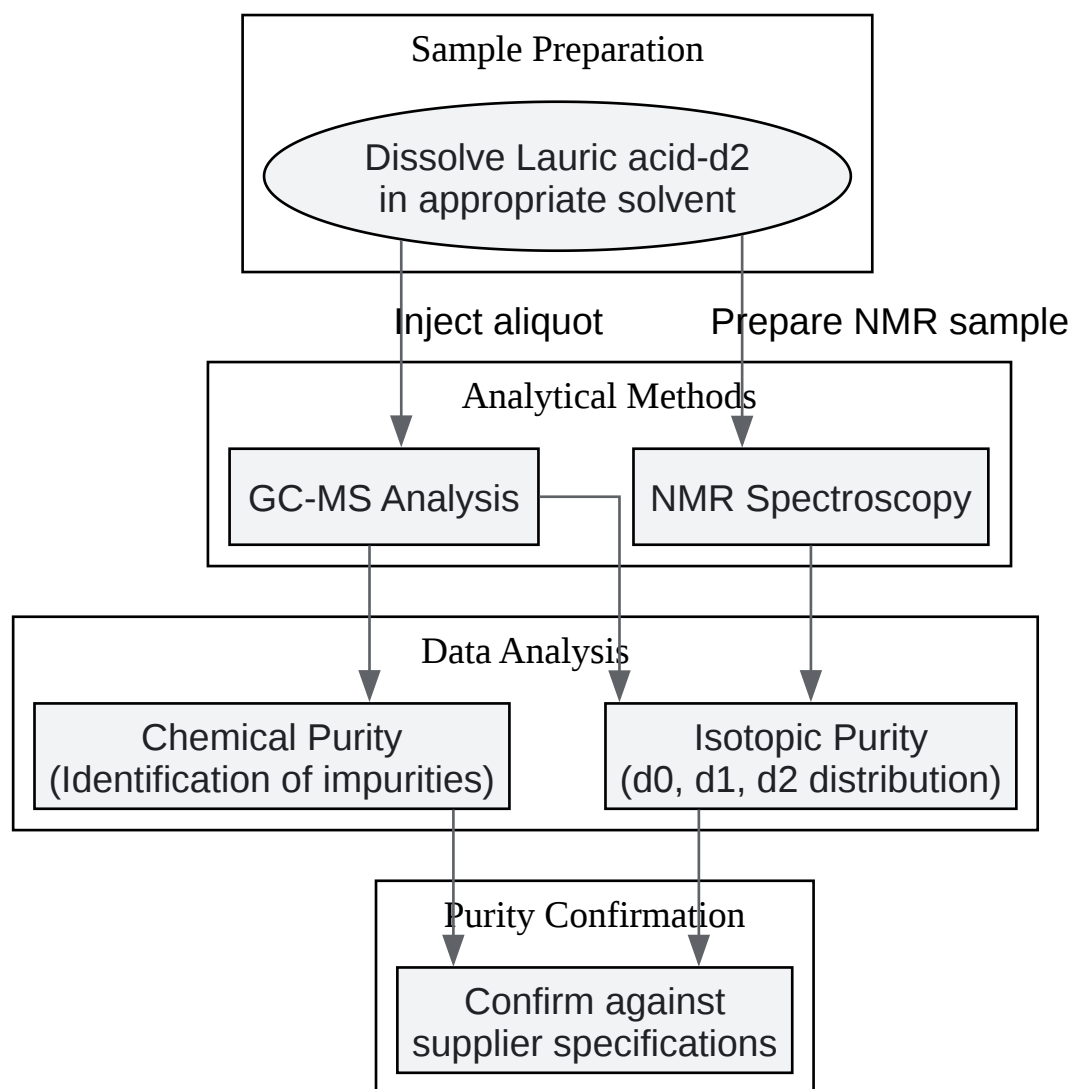 Sample Preparation
Dissolve Lauric acid-d2
in appropriate solvent
Inject aliquot
Prepare NMR sample
Analytical Methods
GC-MS Analysis
NMR Spectroscopy
Data Analysis
Chemical Purity
(Identification of impurities)
Isotopic Purity
(d0, d1, d2 distribution)
Purity Confirmation
Confirm against
supplier specifications